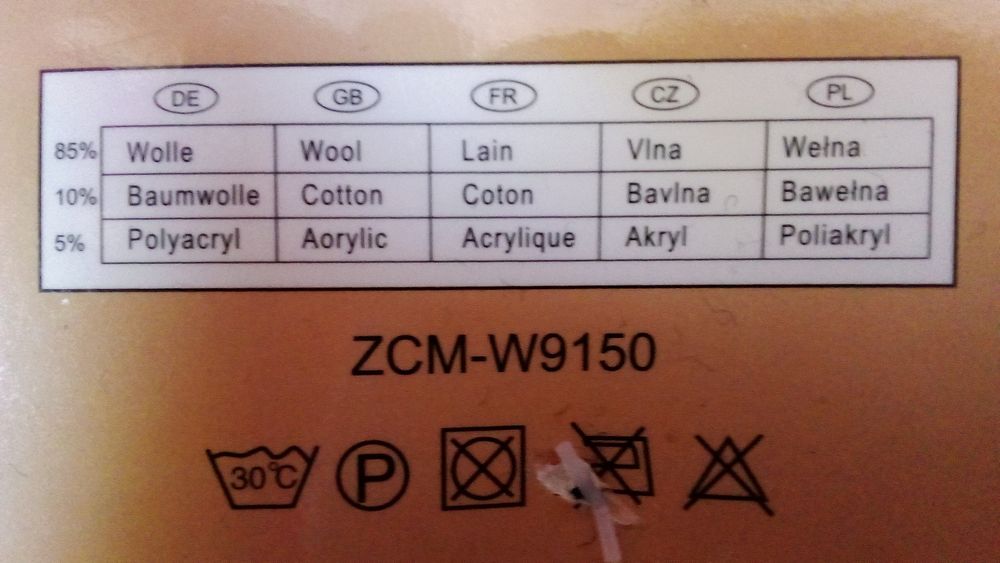 DE GB FR CZ PL
85% Wolle Wool Lain Vlna Wełna
10% Baumwolle Cotton Coton Bavlna Bawełna
5% Polyacryl Aorylic Acrylique Akryl Poliakryl
ZCM-W9150
30°C P